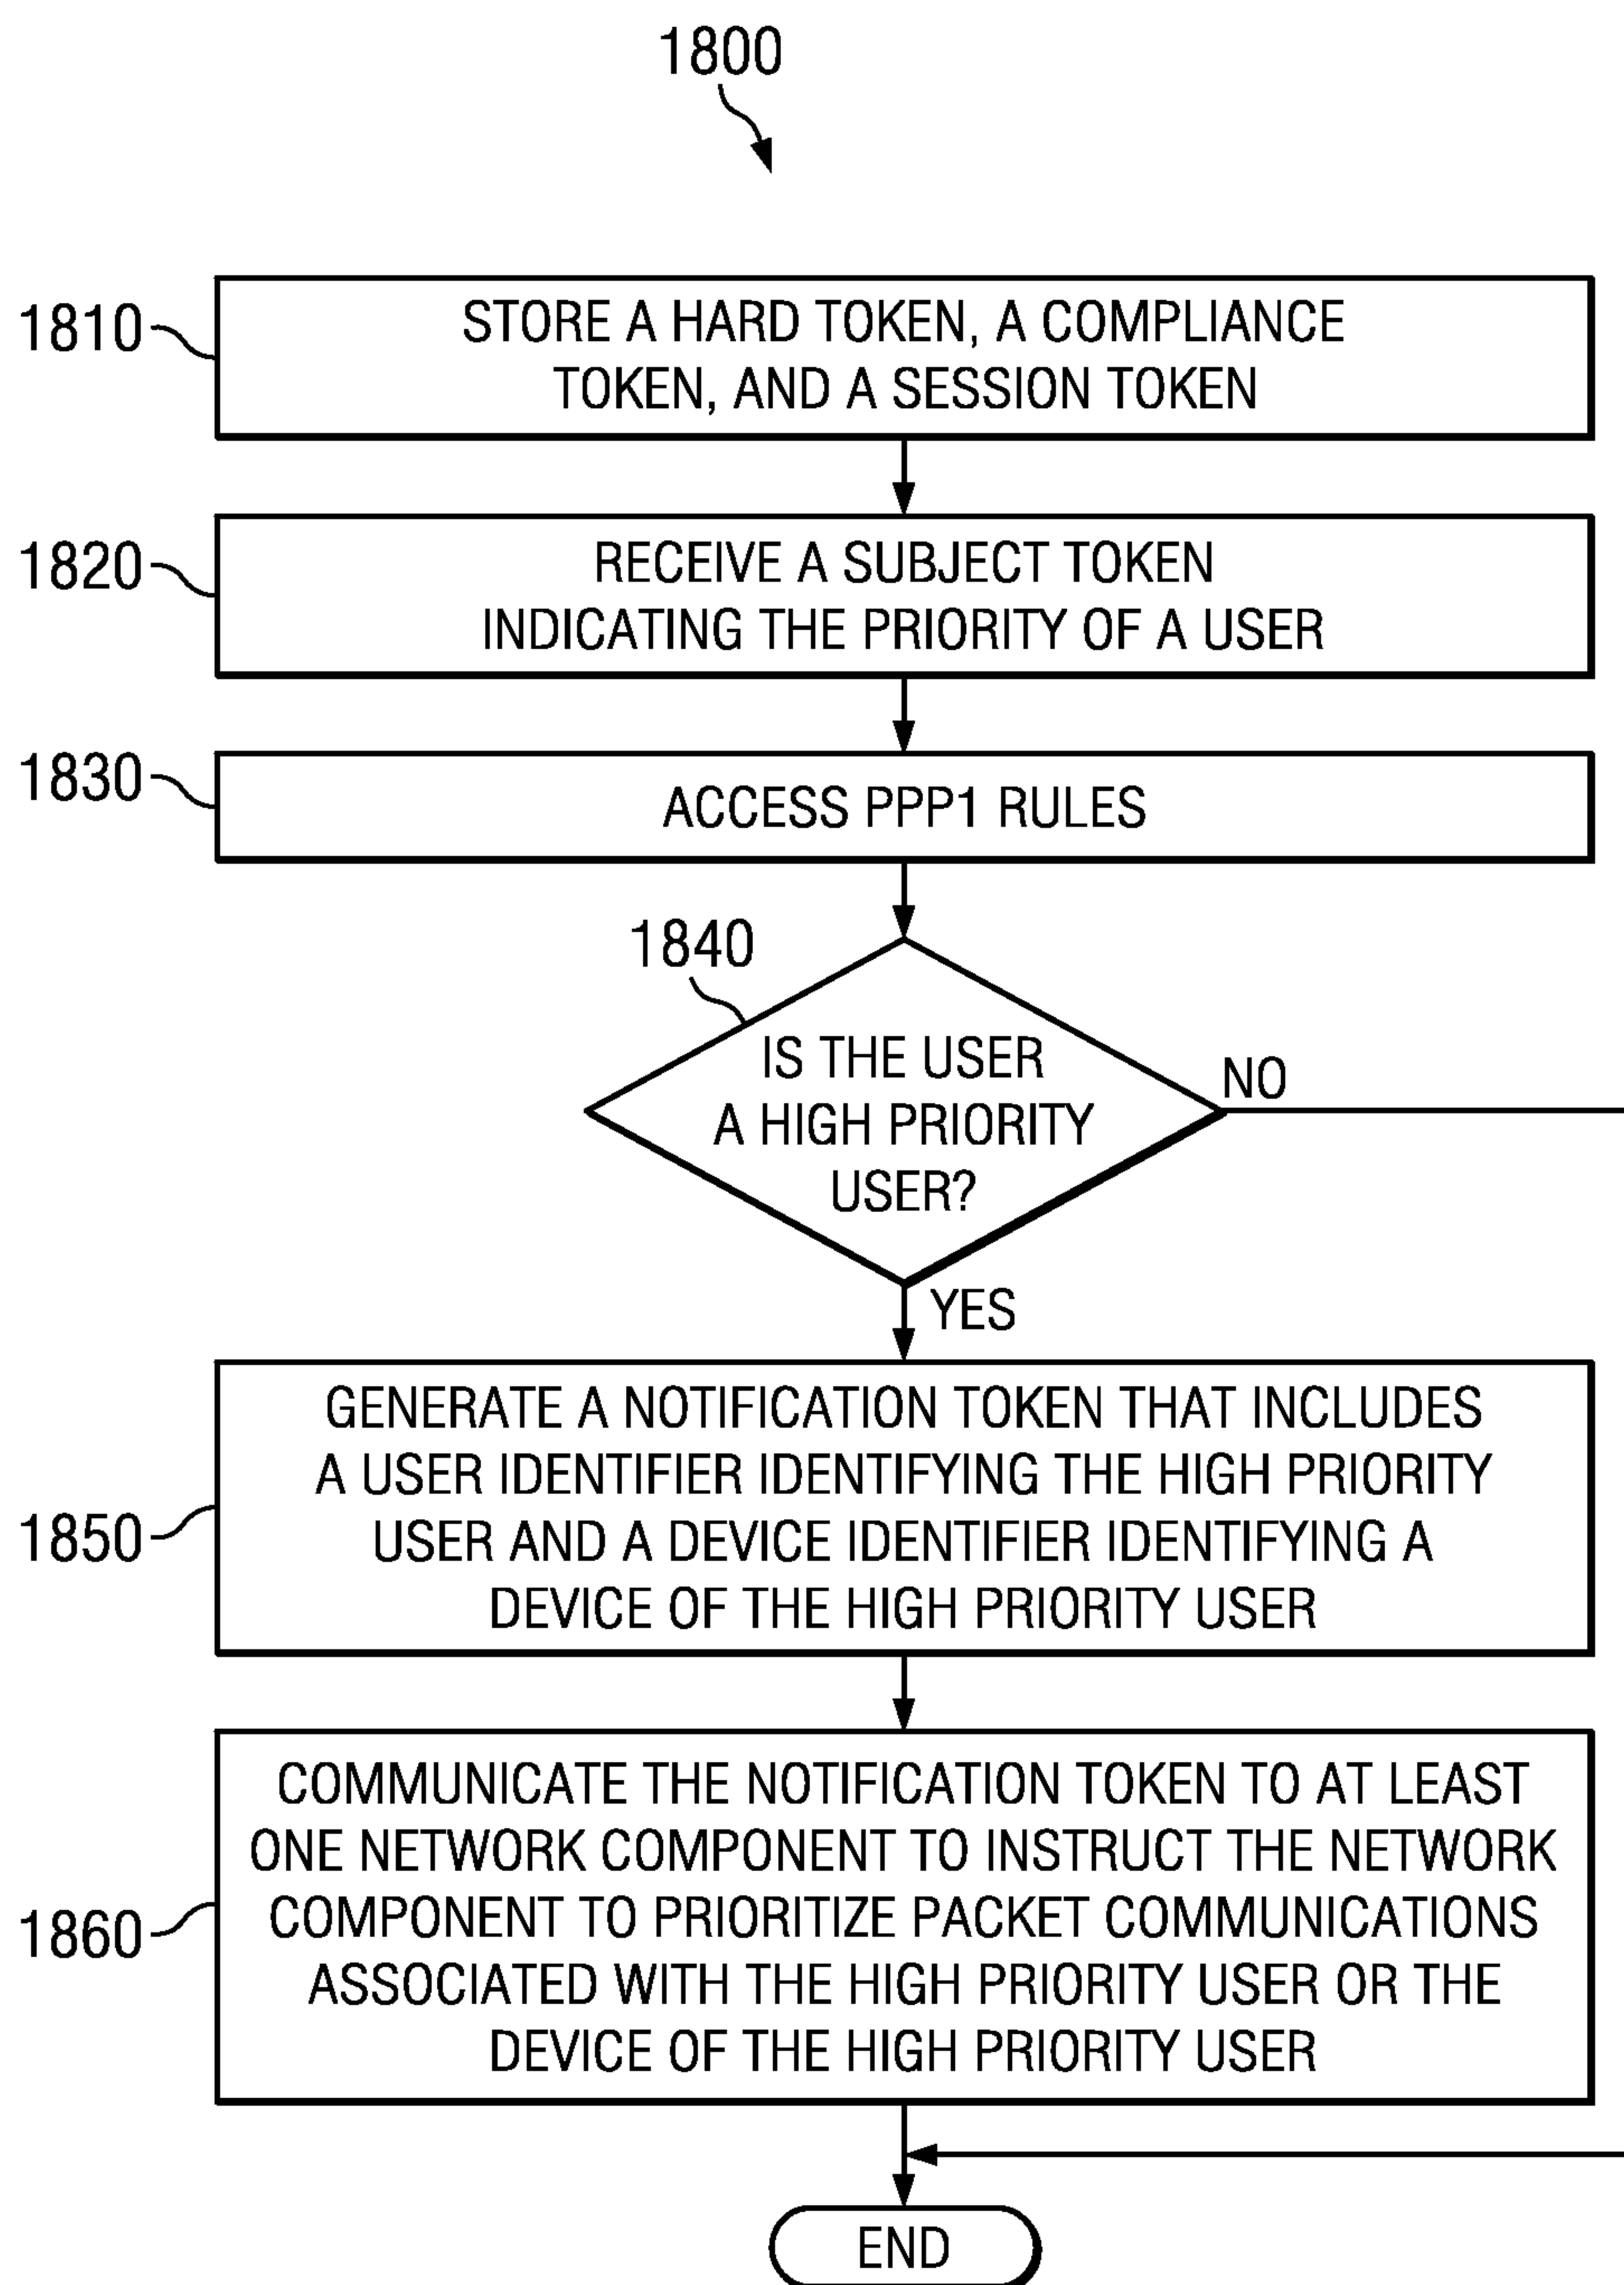 1800
1810
STORE A HARD TOKEN, A COMPLIANCE
TOKEN, AND A SESSION TOKEN
1820
RECEIVE A SUBJECT TOKEN
INDICATING THE PRIORITY OF A USER
1830
ACCESS PPP1 RULES
1840
IS THE USER
A HIGH PRIORITY
USER?
NO
YES
1850
GENERATE A NOTIFICATION TOKEN THAT INCLUDES
A USER IDENTIFIER IDENTIFYING THE HIGH PRIORITY
USER AND A DEVICE IDENTIFIER IDENTIFYING A
DEVICE OF THE HIGH PRIORITY USER
1860
COMMUNICATE THE NOTIFICATION TOKEN TO AT LEAST
ONE NETWORK COMPONENT TO INSTRUCT THE NETWORK
COMPONENT TO PRIORITIZE PACKET COMMUNICATIONS
ASSOCIATED WITH THE HIGH PRIORITY USER OR THE
DEVICE OF THE HIGH PRIORITY USER
END